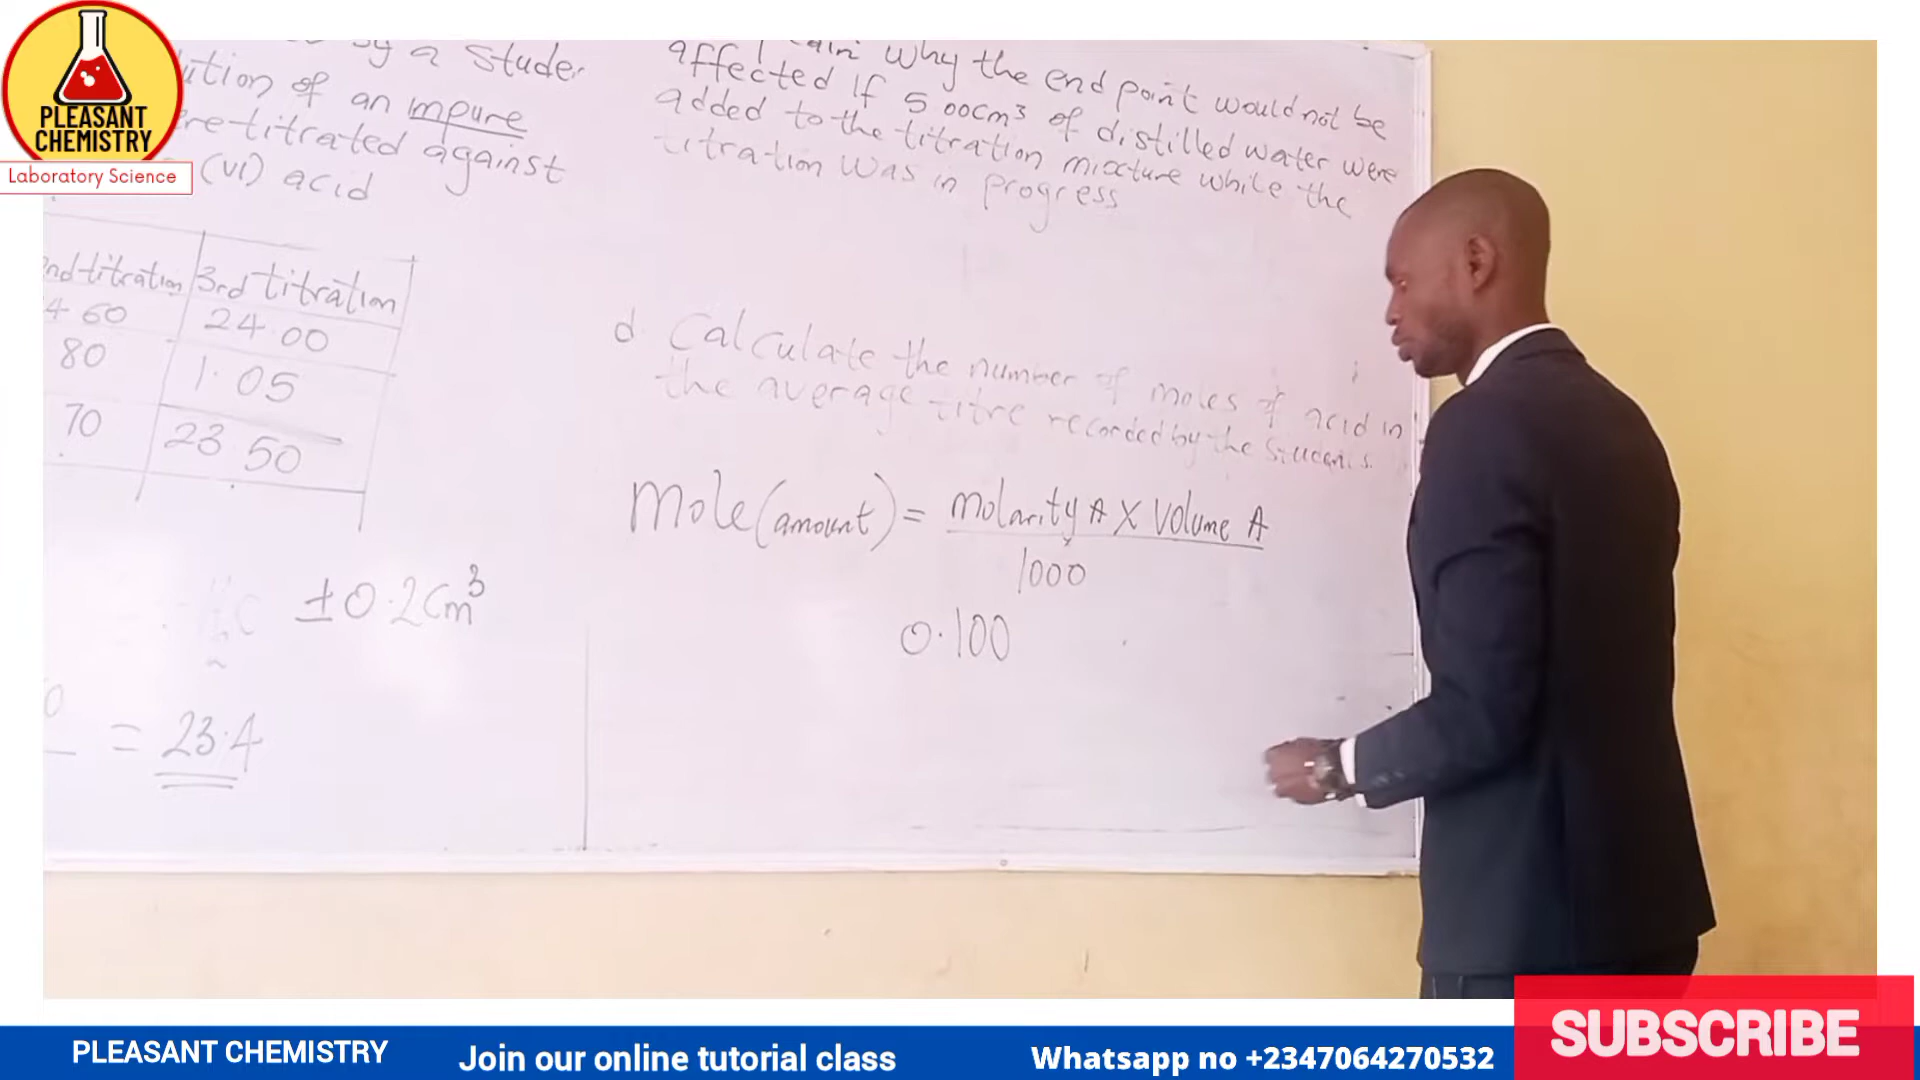 PLEASANT
CHEMISTRY
Laboratory Science
by a Stude
ution of an impure
re titrated against
(vi) acid
nd titration 3rd titration
4.60 24.00
80 1.05
70 23.50
±0.2cm³
= 23.4
why the end point would not be
affected If 5.00cm³ of distilled water were
added to the titration mixture while the
titration was in progress
d. Calculate the number of moles of acid in
the average titre recorded by the students.
Mole (amount) = molarity A X Volume A
1000
0.100
PLEASANT CHEMISTRY
Join our online tutorial class
Whatsapp no +2347064270532
SUBSCRIBE